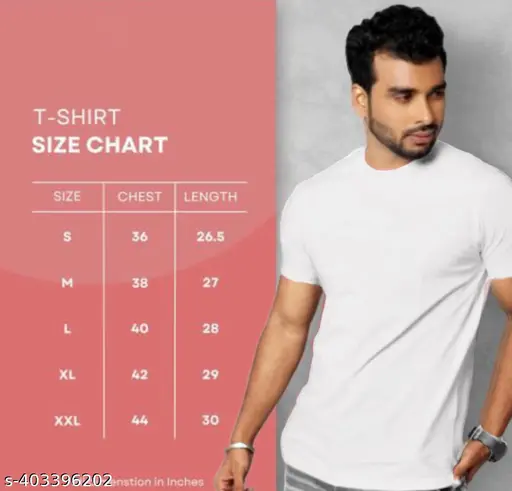 T-SHIRT
SIZE CHART
SIZE CHEST LENGTH
S 36 26.5
M 38 27
L 40 28
XL 42 29
XXL 44 30
s-403396202
in Inches